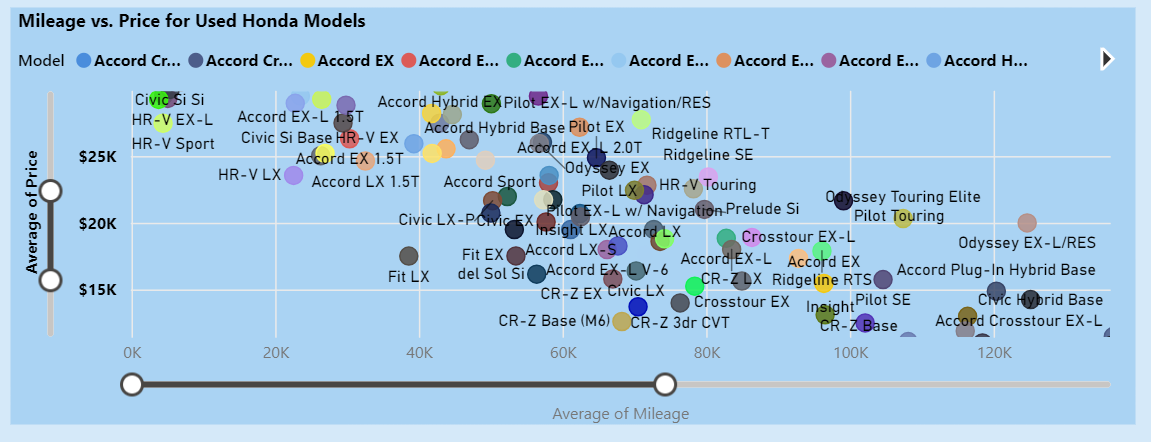 Mileage vs. Price for Used Honda Models
Model Accord Cr... Accord Cr... Accord EX Accord E... Accord E... Accord E... Accord E... Accord E... Accord H...
Civic Si Si
Accord Hybrid EX
Pilot EX-L w/Navigation/RES
HR-V EX-L
Accord EX-L 1.5T
Accord Hybrid Base
Pilot EX
Ridgeline RTL-T
HR-V Sport
Civic Si Base
HR-V EX
Accord EX-L 2.0T
Ridgeline SE
$25K
Accord EX 1.5T
Odyssey EX
HR-V LX
Accord LX 1.5T
Accord Sport
Pilot LX
HR-V Touring
Odyssey Touring Elite
Average of Price
$20K
Civic LX-P
Civic EX
Pilot EX-L w/ Navigation
Prelude Si
Pilot Touring
Insight LX
Accord LX
Crosstour EX-L
Odyssey EX-L/RES
Fit EX
Accord LX-S
Accord EX-L
Accord EX
Fit LX
del Sol Si
Accord EX-L V-6
CR-Z LX
Ridgeline RTS
Accord Plug-In Hybrid Base
$15K
CR-Z EX
Civic LX
Crosstour EX
Insight
Pilot SE
Civic Hybrid Base
CR-Z Base (M6)
CR-Z 3dr CVT
CR-Z Base
Accord Crosstour EX-L
0K 20K 40K 60K 80K 100K 120K
Average of Mileage